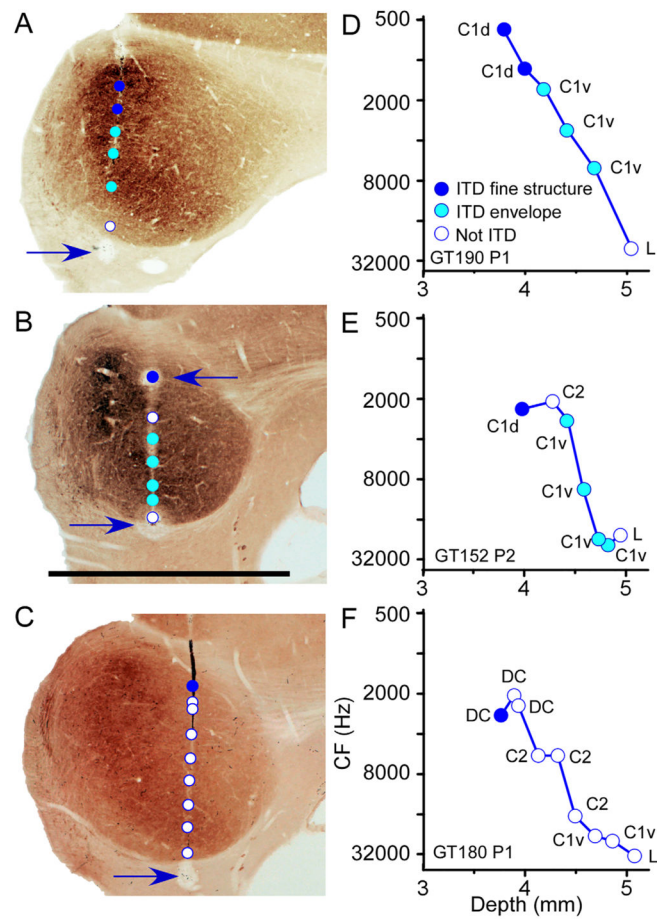 A
B
C
D
500
2000
8000
32000
C1d
C1d
C1v
C1v
C1v
L
ITD fine structure
ITD envelope
Not ITD
GT190 P1
3
4
5
E
500
2000
8000
32000
C1d
C2
C1v
C1v
C1v
C1v
L
GT152 P2
3
4
5
F
500
2000
8000
32000
CF (Hz)
DC
DC
DC
C2
C2
C2
C1v
C1v
L
GT180 P1
3
4
5
Depth (mm)